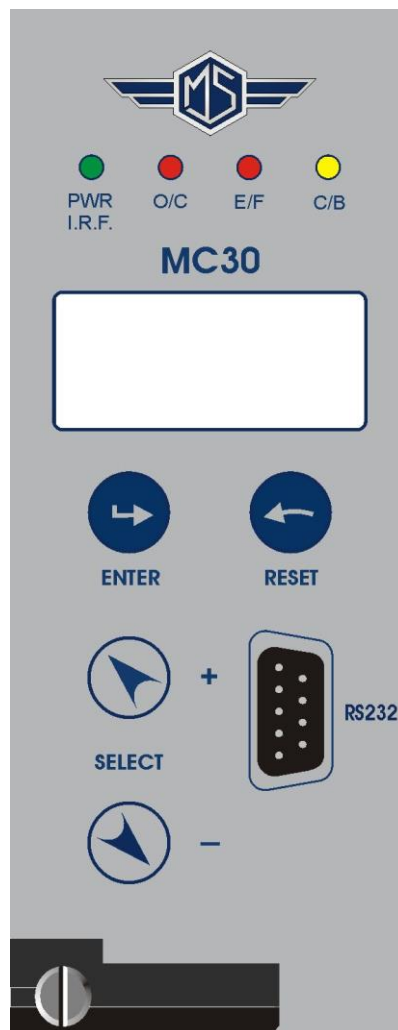 MS
PWR O/C E/F C/B
I.R.F.
MC30
ENTER RESET
+
RS232
SELECT
−